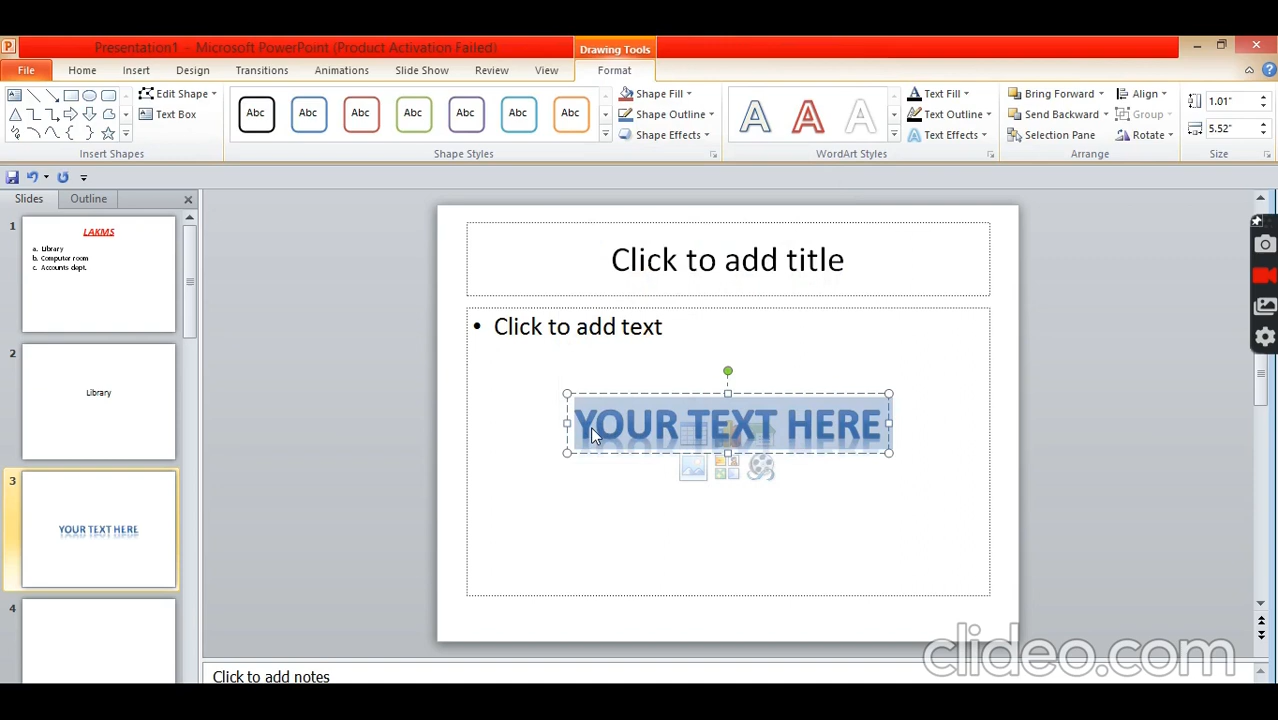 Presentation1 - Microsoft PowerPoint (Product Activation Failed)
Drawing Tools
File Home Insert Design Transitions Animations Slide Show Review View Format
Edit Shape
Text Box
Insert Shapes
Abc Abc Abc Abc Abc Abc Abc
Shape Fill
Shape Outline
Shape Effects
Shape Styles
A A A
Text Fill
Text Outline
Text Effects
WordArt Styles
Bring Forward
Send Backward
Selection Pane
Align
Group
Rotate
Arrange
1.01"
5.52"
Size
Slides Outline
1
LAKMS
a. Library
b. Computer room
c. Accounts dept.
2
Library
3
YOUR TEXT HERE
4
Click to add title
• Click to add text
YOUR TEXT HERE
Click to add notes
clideo.com